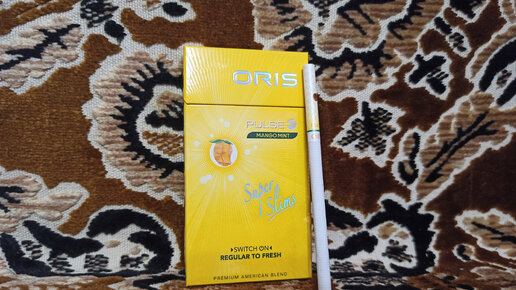 ORIS
PULSE
MANGO MINT
Super
Slims
SWITCH ON
REGULAR TO FRESH
PREMIUM AMERICAN BLEND